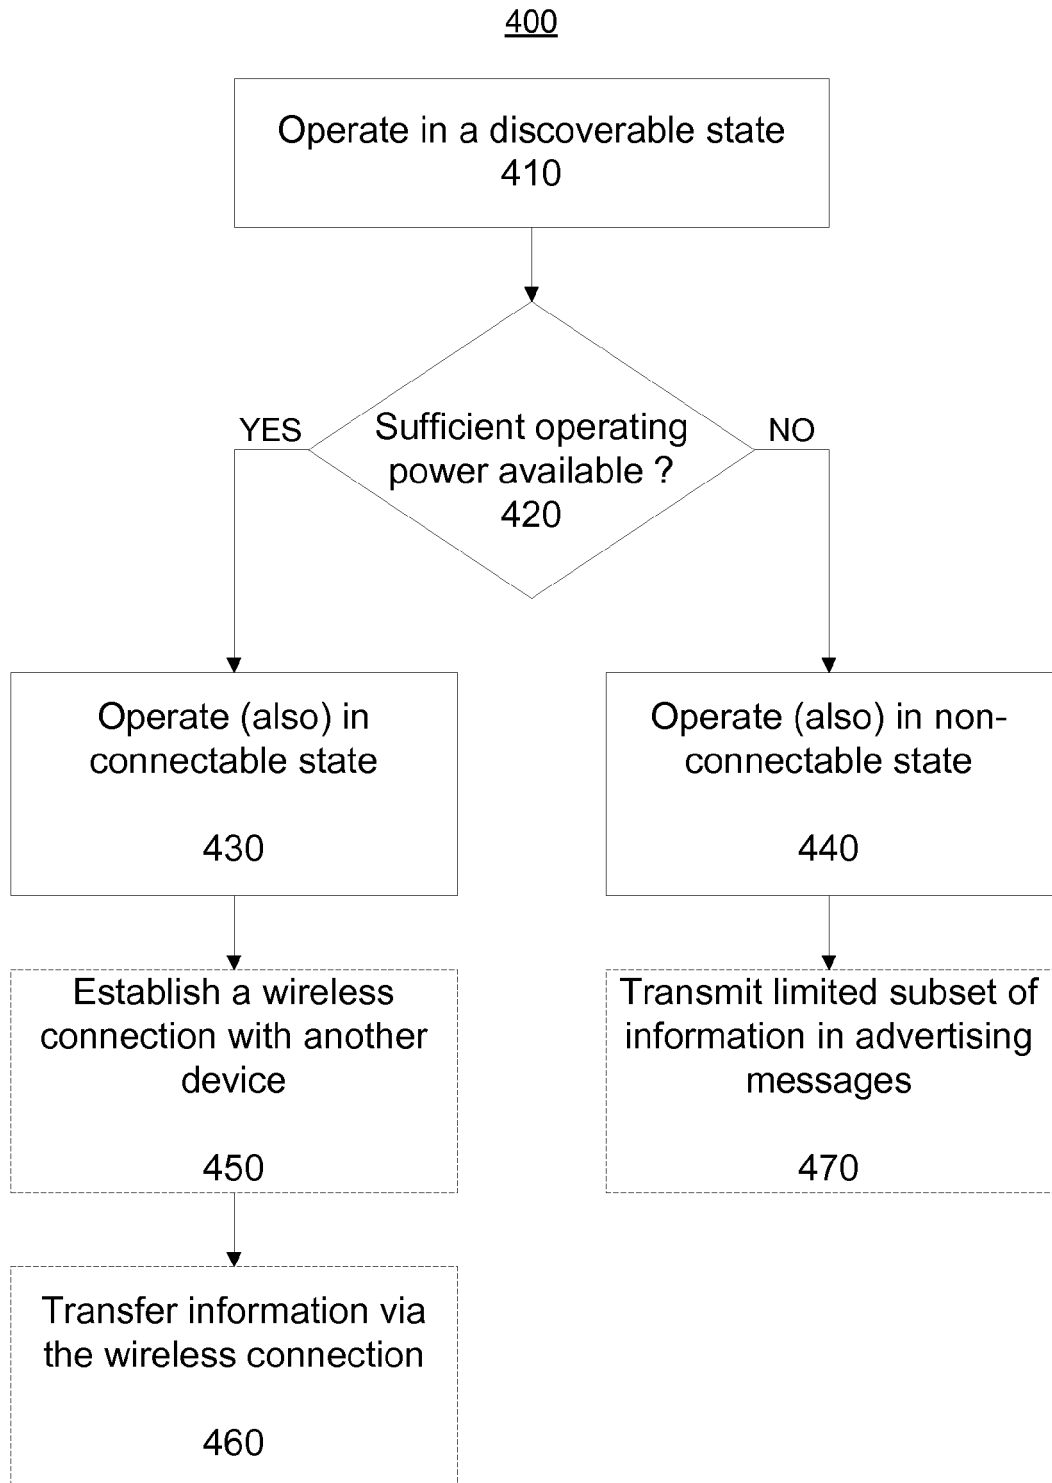 400
Operate in a discoverable state
410
Sufficient operating
power available ?
420
YES
NO
Operate (also) in
connectable state
430
Operate (also) in non-
connectable state
440
Establish a wireless
connection with another
device
450
Transmit limited subset of
information in advertising
messages
470
Transfer information via
the wireless connection
460